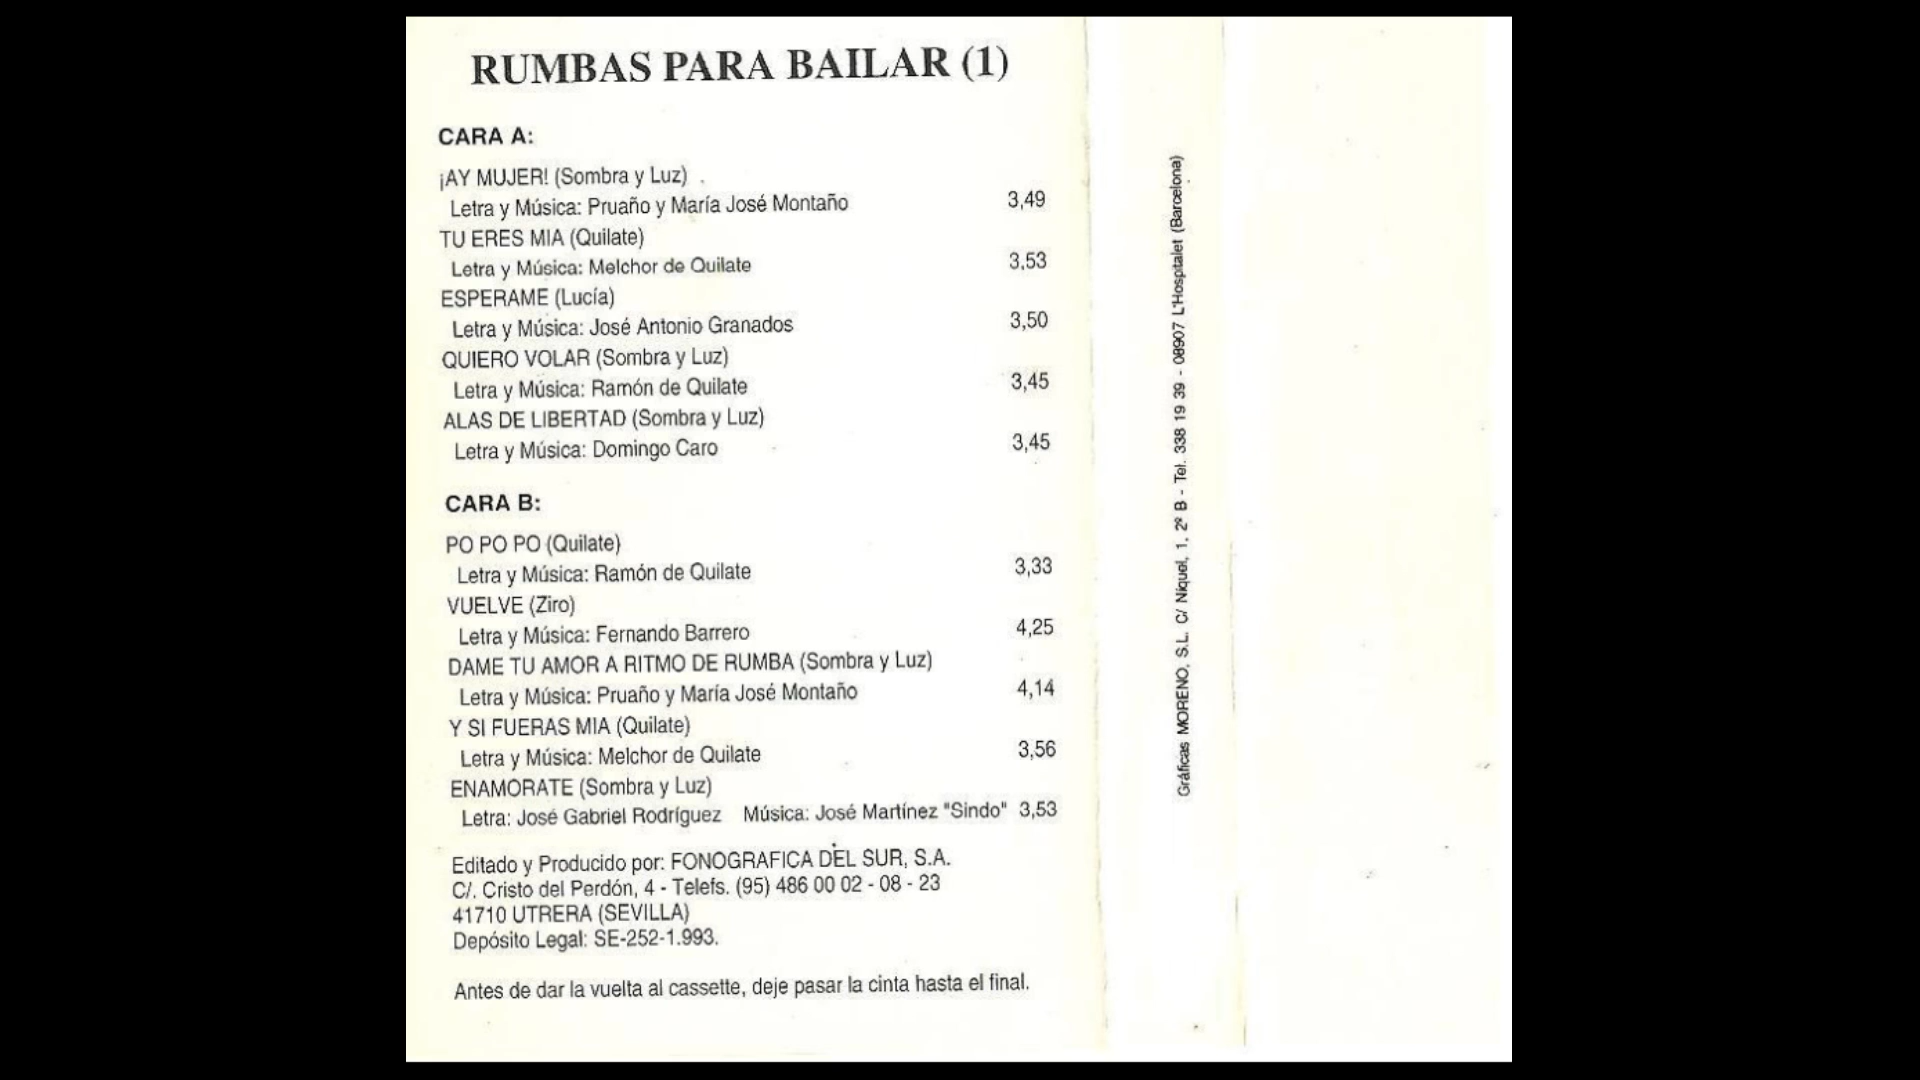 RUMBAS PARA BAILAR (1)
CARA A:
¡AY MUJER! (Sombra y Luz)
Letra y Música: Pruaño y María José Montaño 3,49
TU ERES MIA (Quilate)
Letra y Música: Melchor de Quilate 3,53
ESPERAME (Lucía)
Letra y Música: José Antonio Granados 3,50
QUIERO VOLAR (Sombra y Luz)
Letra y Música: Ramón de Quilate 3,45
ALAS DE LIBERTAD (Sombra y Luz)
Letra y Música: Domingo Caro 3,45
CARA B:
PO PO PO (Quilate)
Letra y Música: Ramón de Quilate 3,33
VUELVE (Ziro)
Letra y Música: Fernando Barrero 4,25
DAME TU AMOR A RITMO DE RUMBA (Sombra y Luz)
Letra y Música: Pruaño y María José Montaño 4,14
Y SI FUERAS MIA (Quilate)
Letra y Música: Melchor de Quilate 3,56
ENAMORATE (Sombra y Luz)
Letra: José Gabriel Rodríguez Música: José Martínez "Sindo" 3,53
Editado y Producido por: FONOGRAFICA DEL SUR, S.A.
C/. Cristo del Perdón, 4 - Telefs. (95) 486 00 02 - 08 - 23
41710 UTRERA (SEVILLA)
Depósito Legal: SE-252-1.993.
Antes de dar la vuelta al cassette, deje pasar la cinta hasta el final.
Gráficas MORENO, S.L. C/ Niquel, 1, 2º B - Tel. 338 19 39 - 08907 L'Hospitalet (Barcelona)